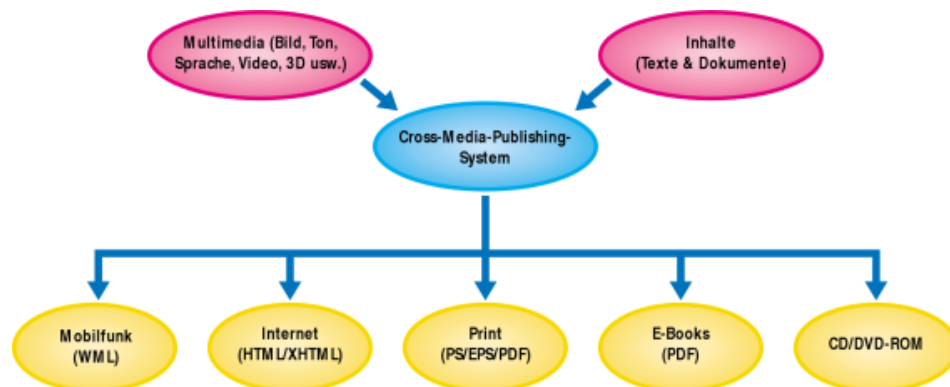 Multimedia (Bild, Ton,
Sprache, Video, 3D usw.)
Inhalte
(Texte & Dokumente)
Cross-Media-Publishing-
System
Mobilfunk
(WML)
Internet
(HTML/XHTML)
Print
(PS/EPS/PDF)
E-Books
(PDF)
CD/DVD-ROM